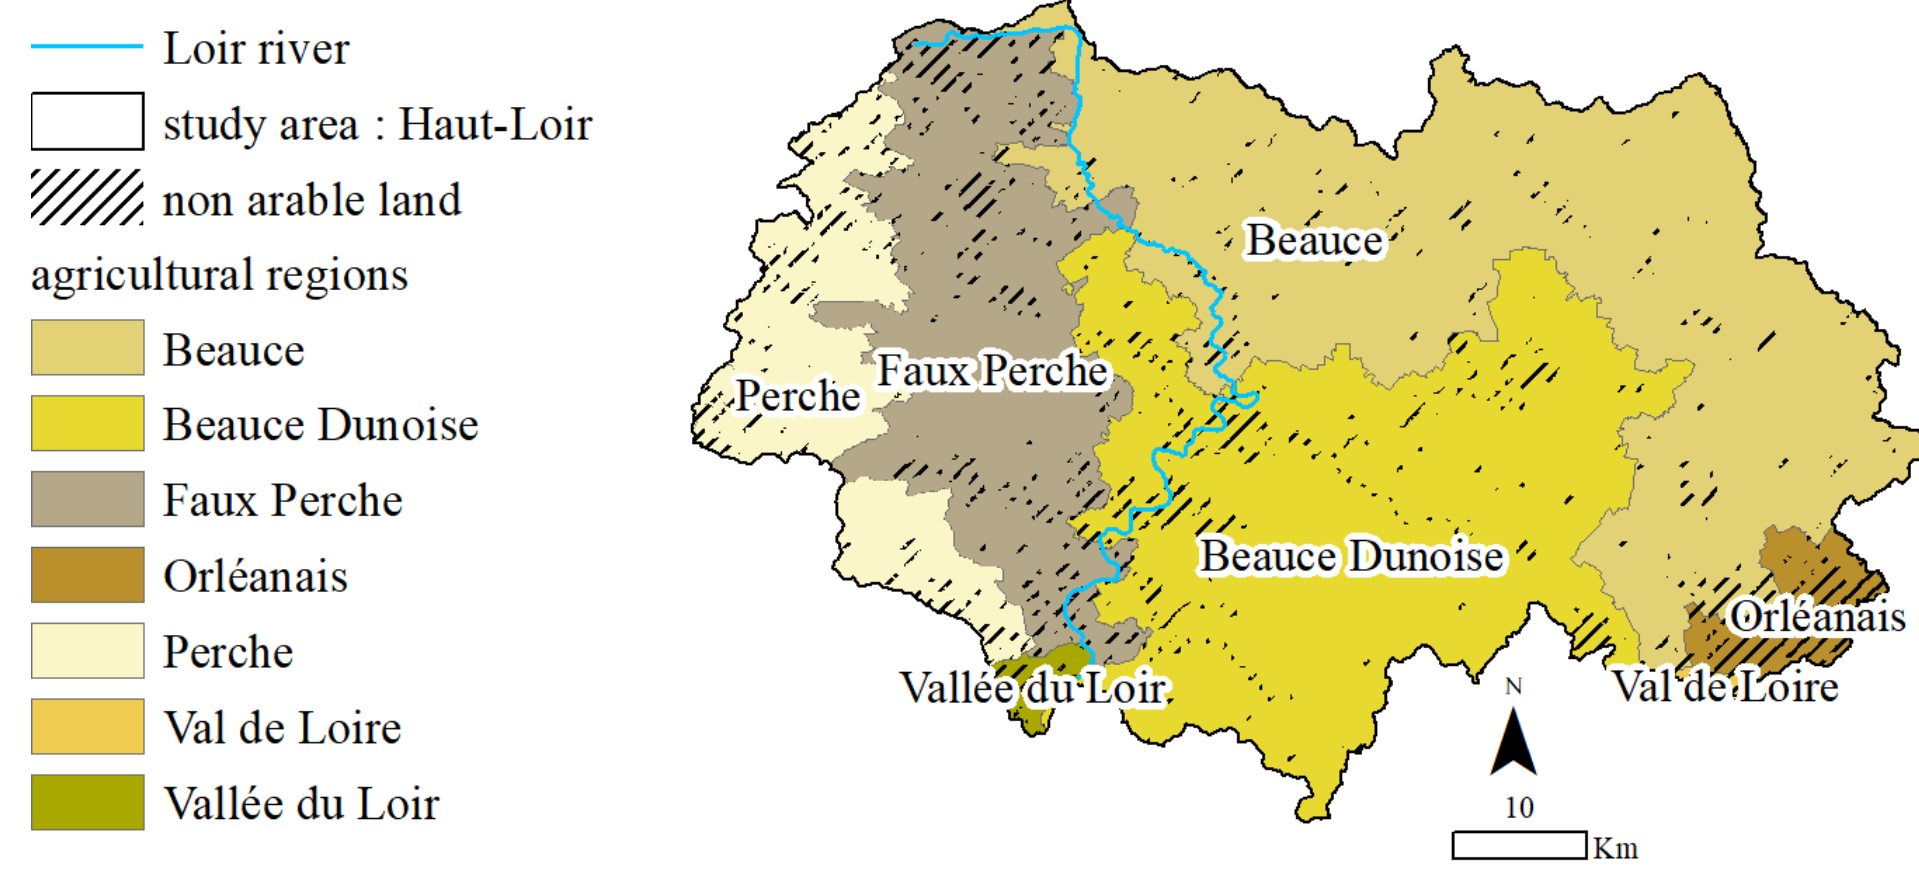 Loir river
study area : Haut-Loir
non arable land
agricultural regions
Beauce
Beauce Dunoise
Faux Perche
Orléanais
Perche
Val de Loire
Vallée du Loir
Beauce
Faux Perche
Perche
Beauce Dunoise
Orléanais
Vallée du Loir
Val de Loire
N
10
Km